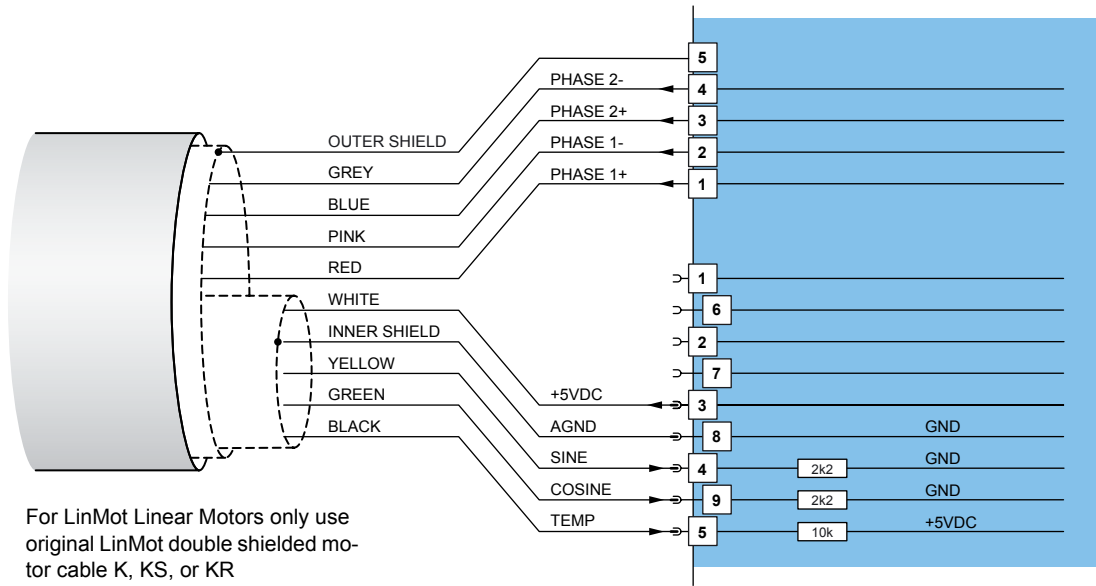 5
PHASE 2- 4
PHASE 2+ 3
OUTER SHIELD PHASE 1- 2
GREY PHASE 1+ 1
BLUE
PINK
RED 1
WHITE 6
INNER SHIELD 2
YELLOW 7
GREEN +5VDC 3
BLACK AGND 8 GND
SINE 4 2k2 GND
COSINE 9 2k2 GND
TEMP 5 10k +5VDC
For LinMot Linear Motors only use
original LinMot double shielded mo-
tor cable K, KS, or KR